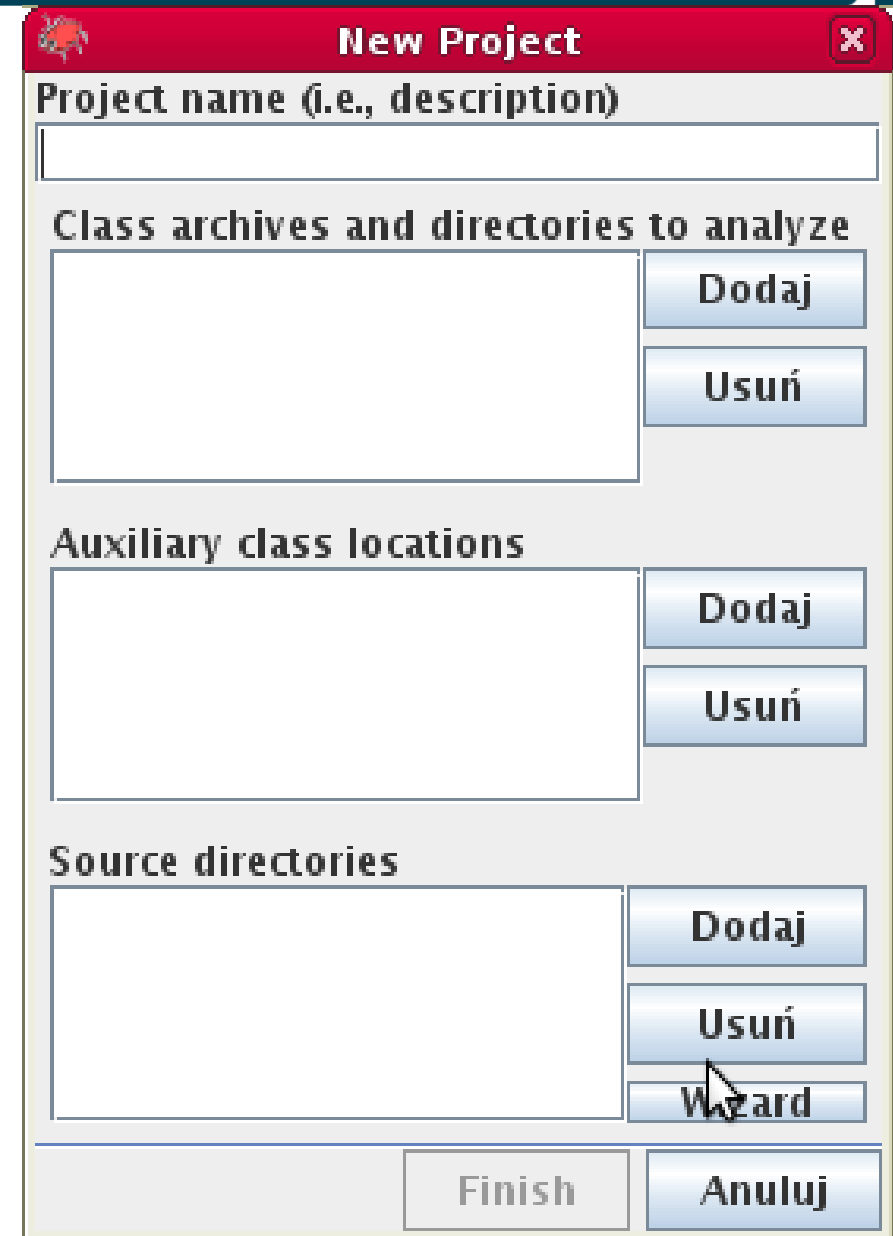 New Project
Project name (i.e., description)
Class archives and directories to analyze
Dodaj
Usuń
Auxiliary class locations
Dodaj
Usuń
Source directories
Dodaj
Usuń
Wizard
Finish
Anuluj